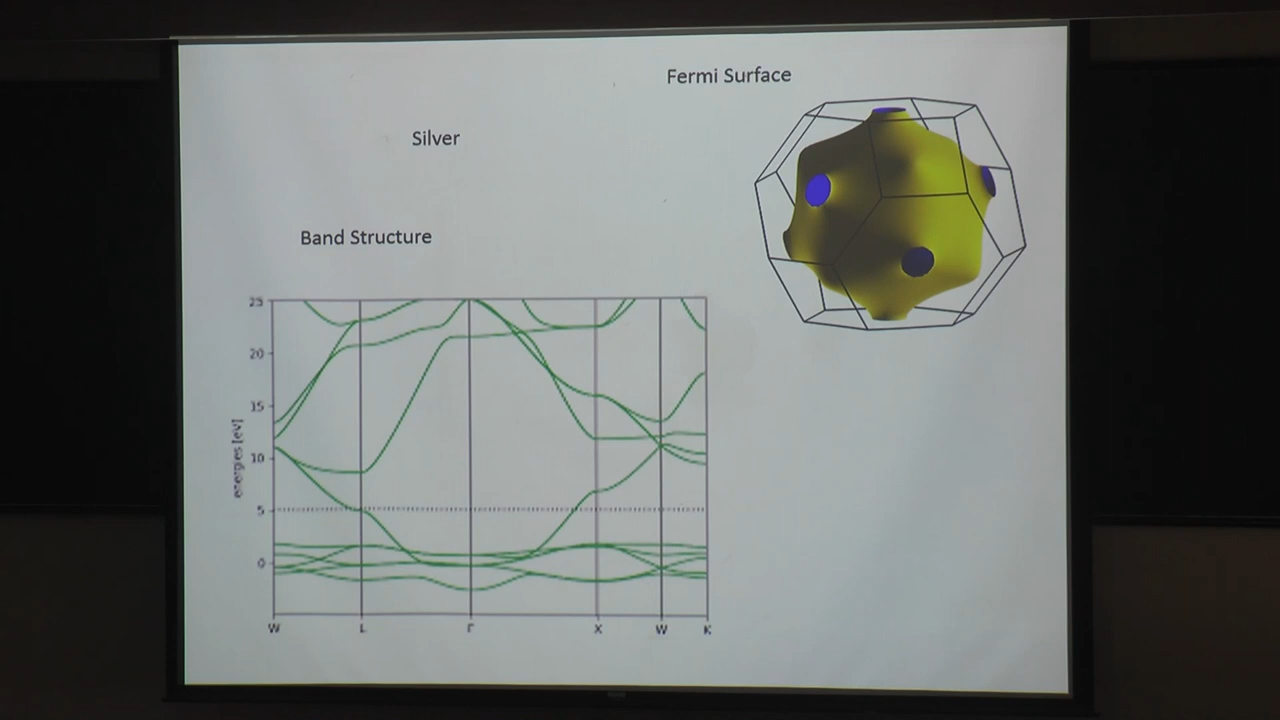 Fermi Surface
Silver
Band Structure
25
20
15
10
5
0
energies [eV]
W L Γ X W K